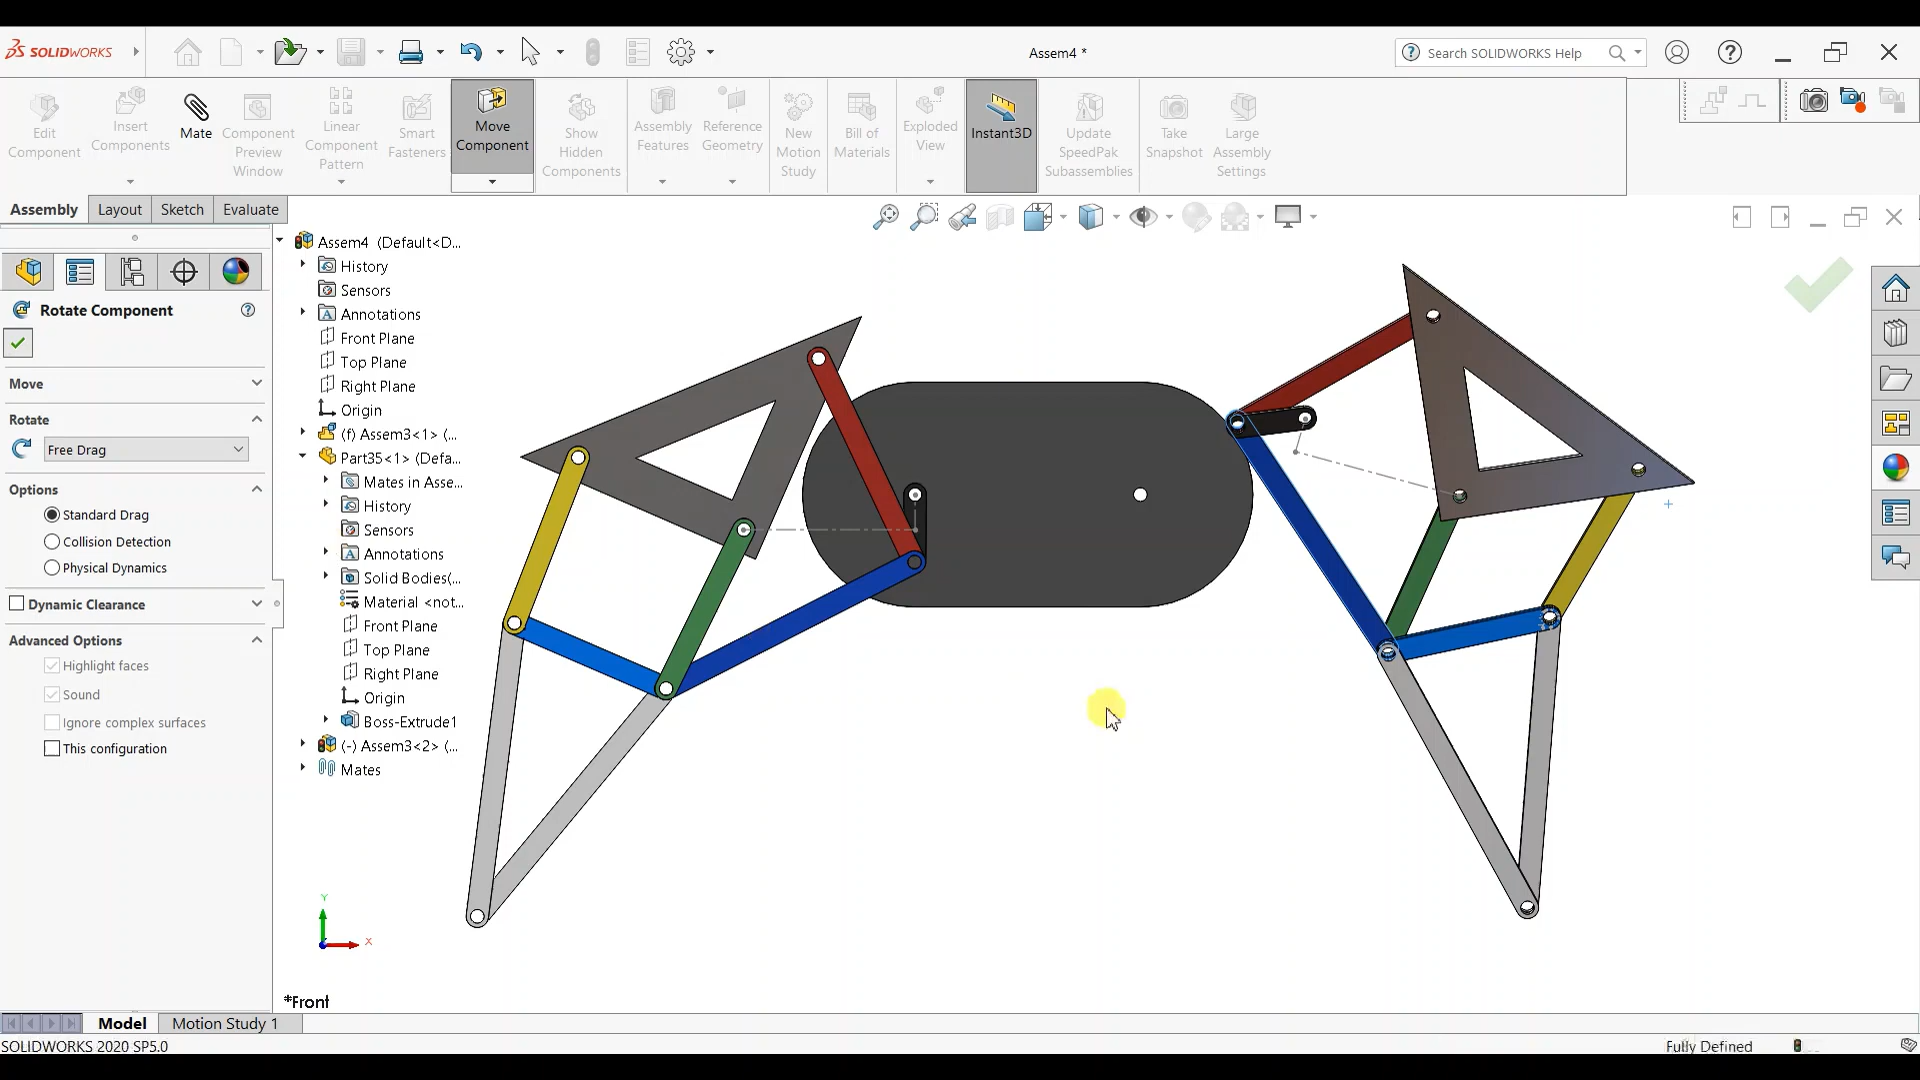 SOLIDWORKS
Assem4 *
Search SOLIDWORKS Help
Edit Component
Insert Components
Mate
Component Preview Window
Linear Component Pattern
Smart Fasteners
Move Component
Show Hidden Components
Assembly Features
Reference Geometry
New Motion Study
Bill of Materials
Exploded View
Instant3D
Update SpeedPak Subassemblies
Take Snapshot
Large Assembly Settings
Assembly
Layout
Sketch
Evaluate
Rotate Component
Move
Rotate
Free Drag
Options
Standard Drag
Collision Detection
Physical Dynamics
Dynamic Clearance
Advanced Options
Highlight faces
Sound
Ignore complex surfaces
This configuration
Assem4 (Default<D...
History
Sensors
Annotations
Front Plane
Top Plane
Right Plane
Origin
(f) Assem3<1> (...
Part35<1> (Defa...
Mates in Asse...
History
Sensors
Annotations
Solid Bodies(...
Material <not...
Front Plane
Top Plane
Right Plane
Origin
Boss-Extrude1
(-) Assem3<2> (...
Mates
Y
X
*Front
Model
Motion Study 1
SOLIDWORKS 2020 SP5.0
Fully Defined